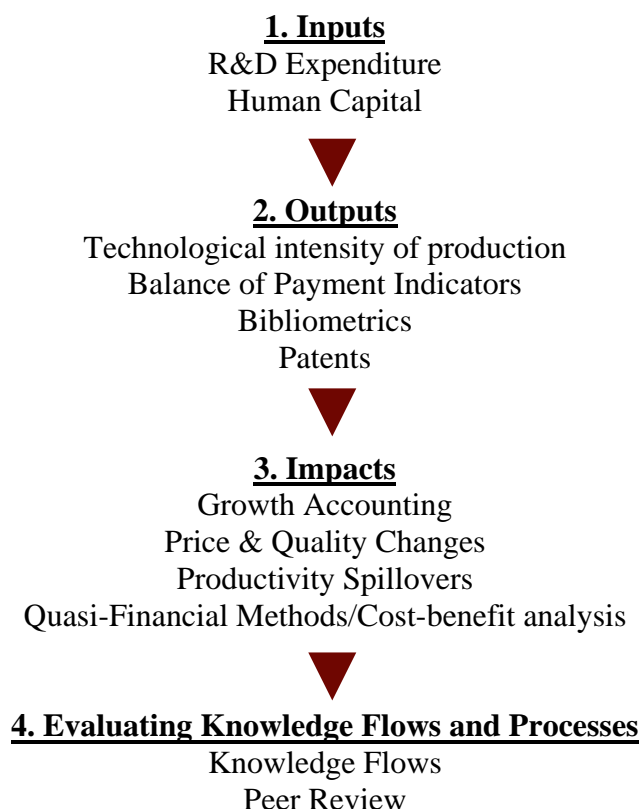 1. Inputs
R&D Expenditure
Human Capital
2. Outputs
Technological intensity of production
Balance of Payment Indicators
Bibliometrics
Patents
3. Impacts
Growth Accounting
Price & Quality Changes
Productivity Spillovers
Quasi-Financial Methods/Cost-benefit analysis
4. Evaluating Knowledge Flows and Processes
Knowledge Flows
Peer Review